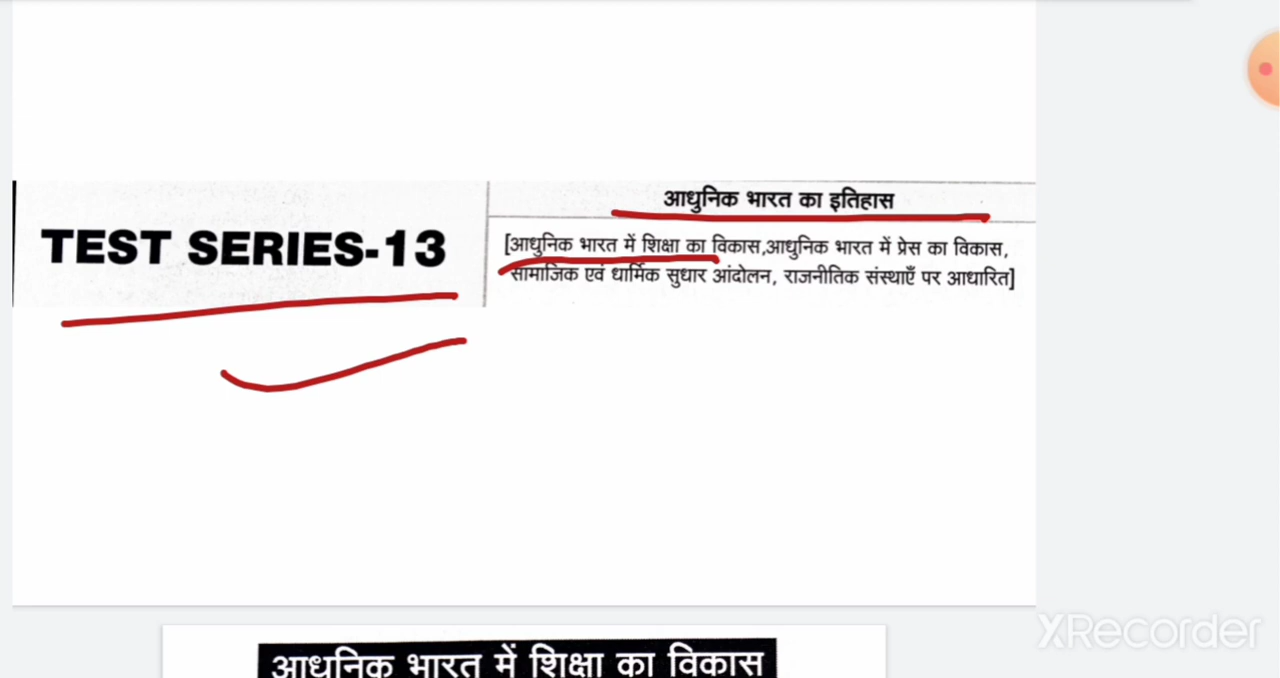 आधुनिक भारत का इतिहास
TEST SERIES-13
[आधुनिक भारत में शिक्षा का विकास,आधुनिक भारत में प्रेस का विकास,
सामाजिक एवं धार्मिक सुधार आंदोलन, राजनीतिक संस्थाएँ पर आधारित]
XRecorder
आधुनिक भारत में शिक्षा का विकास